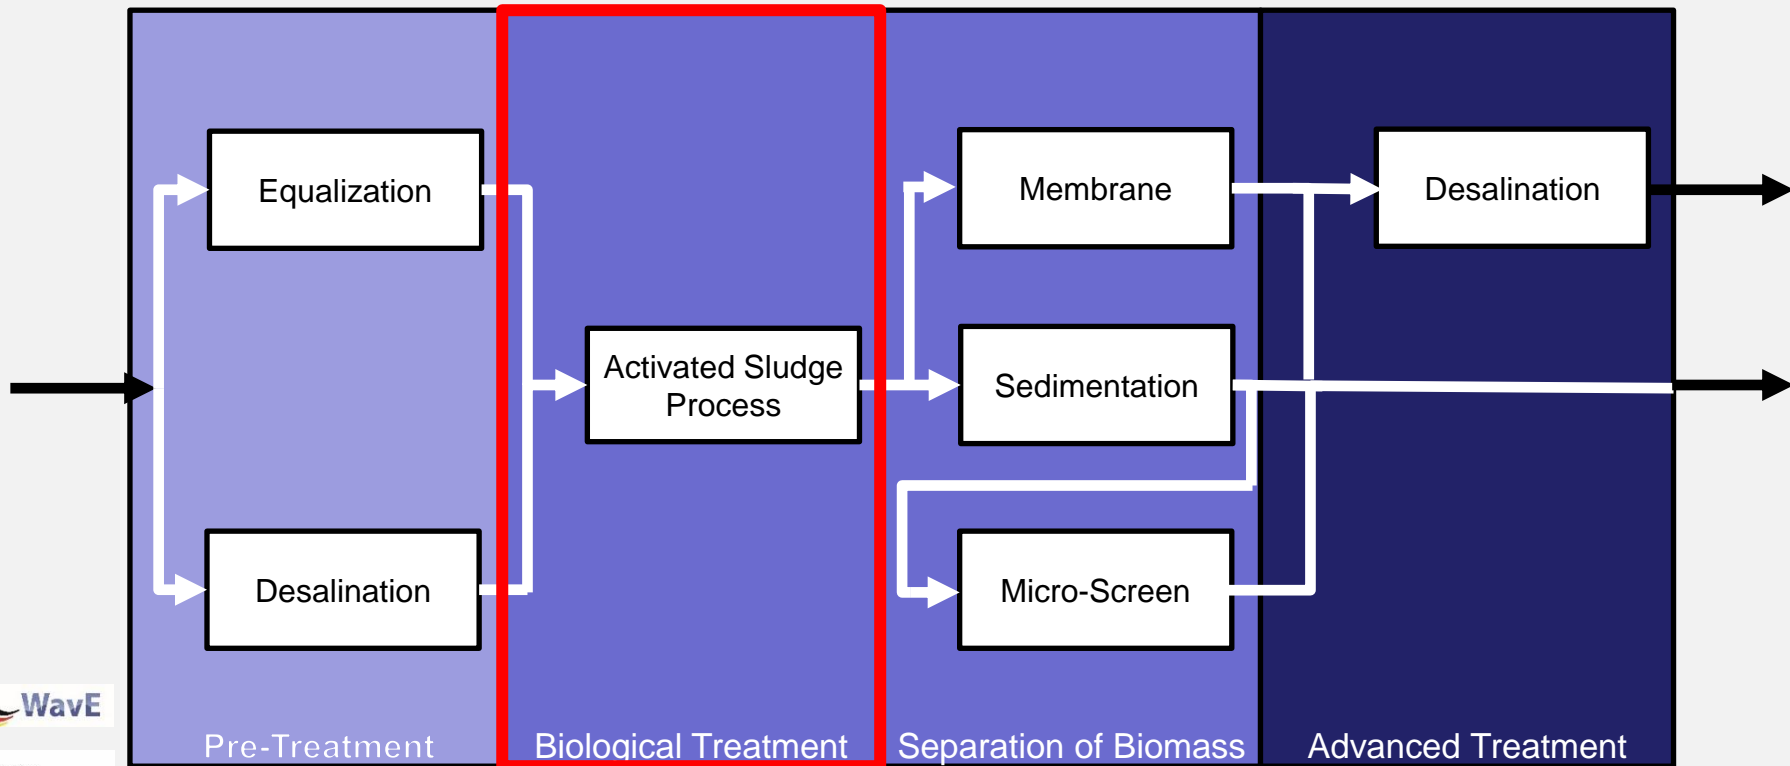 Equalization
Desalination
Pre-Treatment
Activated Sludge
Process
Biological Treatment
Membrane
Sedimentation
Micro-Screen
Separation of Biomass
Desalination
Advanced Treatment
WavE